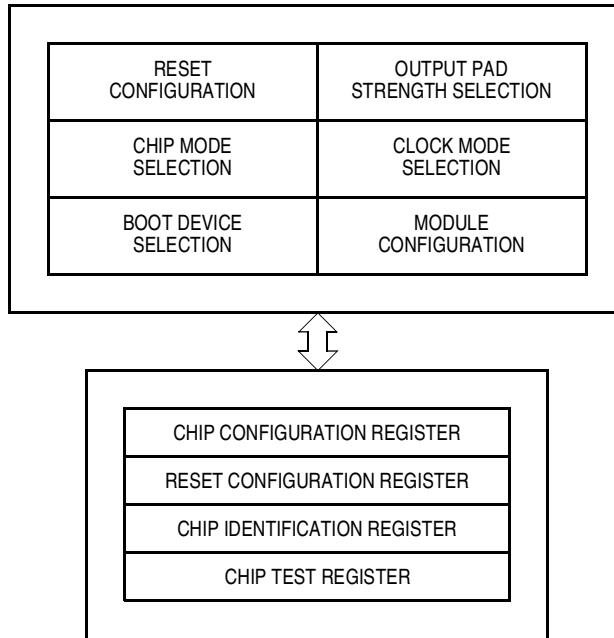 RESET
CONFIGURATION
OUTPUT PAD
STRENGTH SELECTION
CHIP MODE
SELECTION
CLOCK MODE
SELECTION
BOOT DEVICE
SELECTION
MODULE
CONFIGURATION
CHIP CONFIGURATION REGISTER
RESET CONFIGURATION REGISTER
CHIP IDENTIFICATION REGISTER
CHIP TEST REGISTER